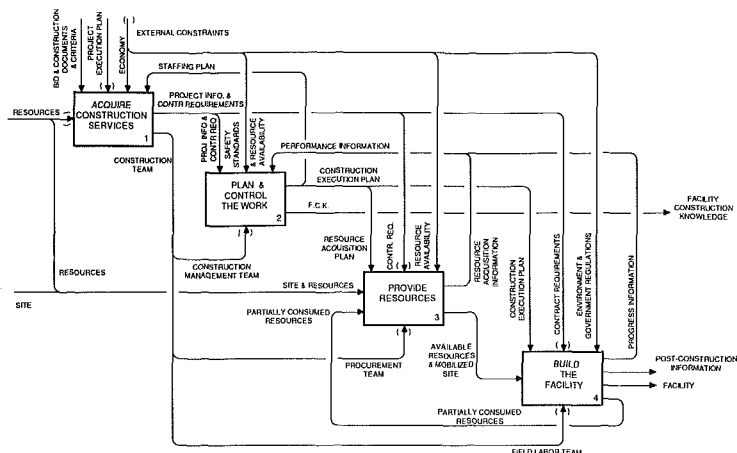 BID & CONSTRUCTION
DOCUMENTS
& CRITERIA
PROJECT
EXECUTION PLAN
ECONOMY
EXTERNAL CONSTRAINTS
STAFFING PLAN
PROJECT INFO. &
CONTR REQUIREMENTS
RESOURCES
ACQUIRE
CONSTRUCTION
SERVICES
1
CONSTRUCTION
TEAM
PROJ INFO &
CONTR REQ
SAFETY
STANDARDS
& RESOURCE
AVAILABILITY
PERFORMANCE INFORMATION
CONSTRUCTION
EXECUTION PLAN
PLAN &
CONTROL
THE WORK
2
F.C.K.
FACILITY
CONSTRUCTION
KNOWLEDGE
CONSTRUCTION
MANAGEMENT TEAM
RESOURCE
ACQUISITION
PLAN
CONTR. REQ.
RESOURCE
AVAILABILITY
RESOURCE
ACQUISITION
INFORMATION
CONSTRUCTION
EXECUTION PLAN
CONTRACT REQUIREMENTS
ENVIRONMENT &
GOVERNMENT REGULATIONS
PROGRESS INFORMATION
RESOURCES
SITE
SITE & RESOURCES
PROVIDE
RESOURCES
3
PARTIALLY CONSUMED
RESOURCES
PROCUREMENT
TEAM
AVAILABLE
RESOURCES
& MOBILIZED
SITE
BUILD
THE
FACILITY
4
POST-CONSTRUCTION
INFORMATION
FACILITY
PARTIALLY CONSUMED
RESOURCES
FIELD LABOR TEAM